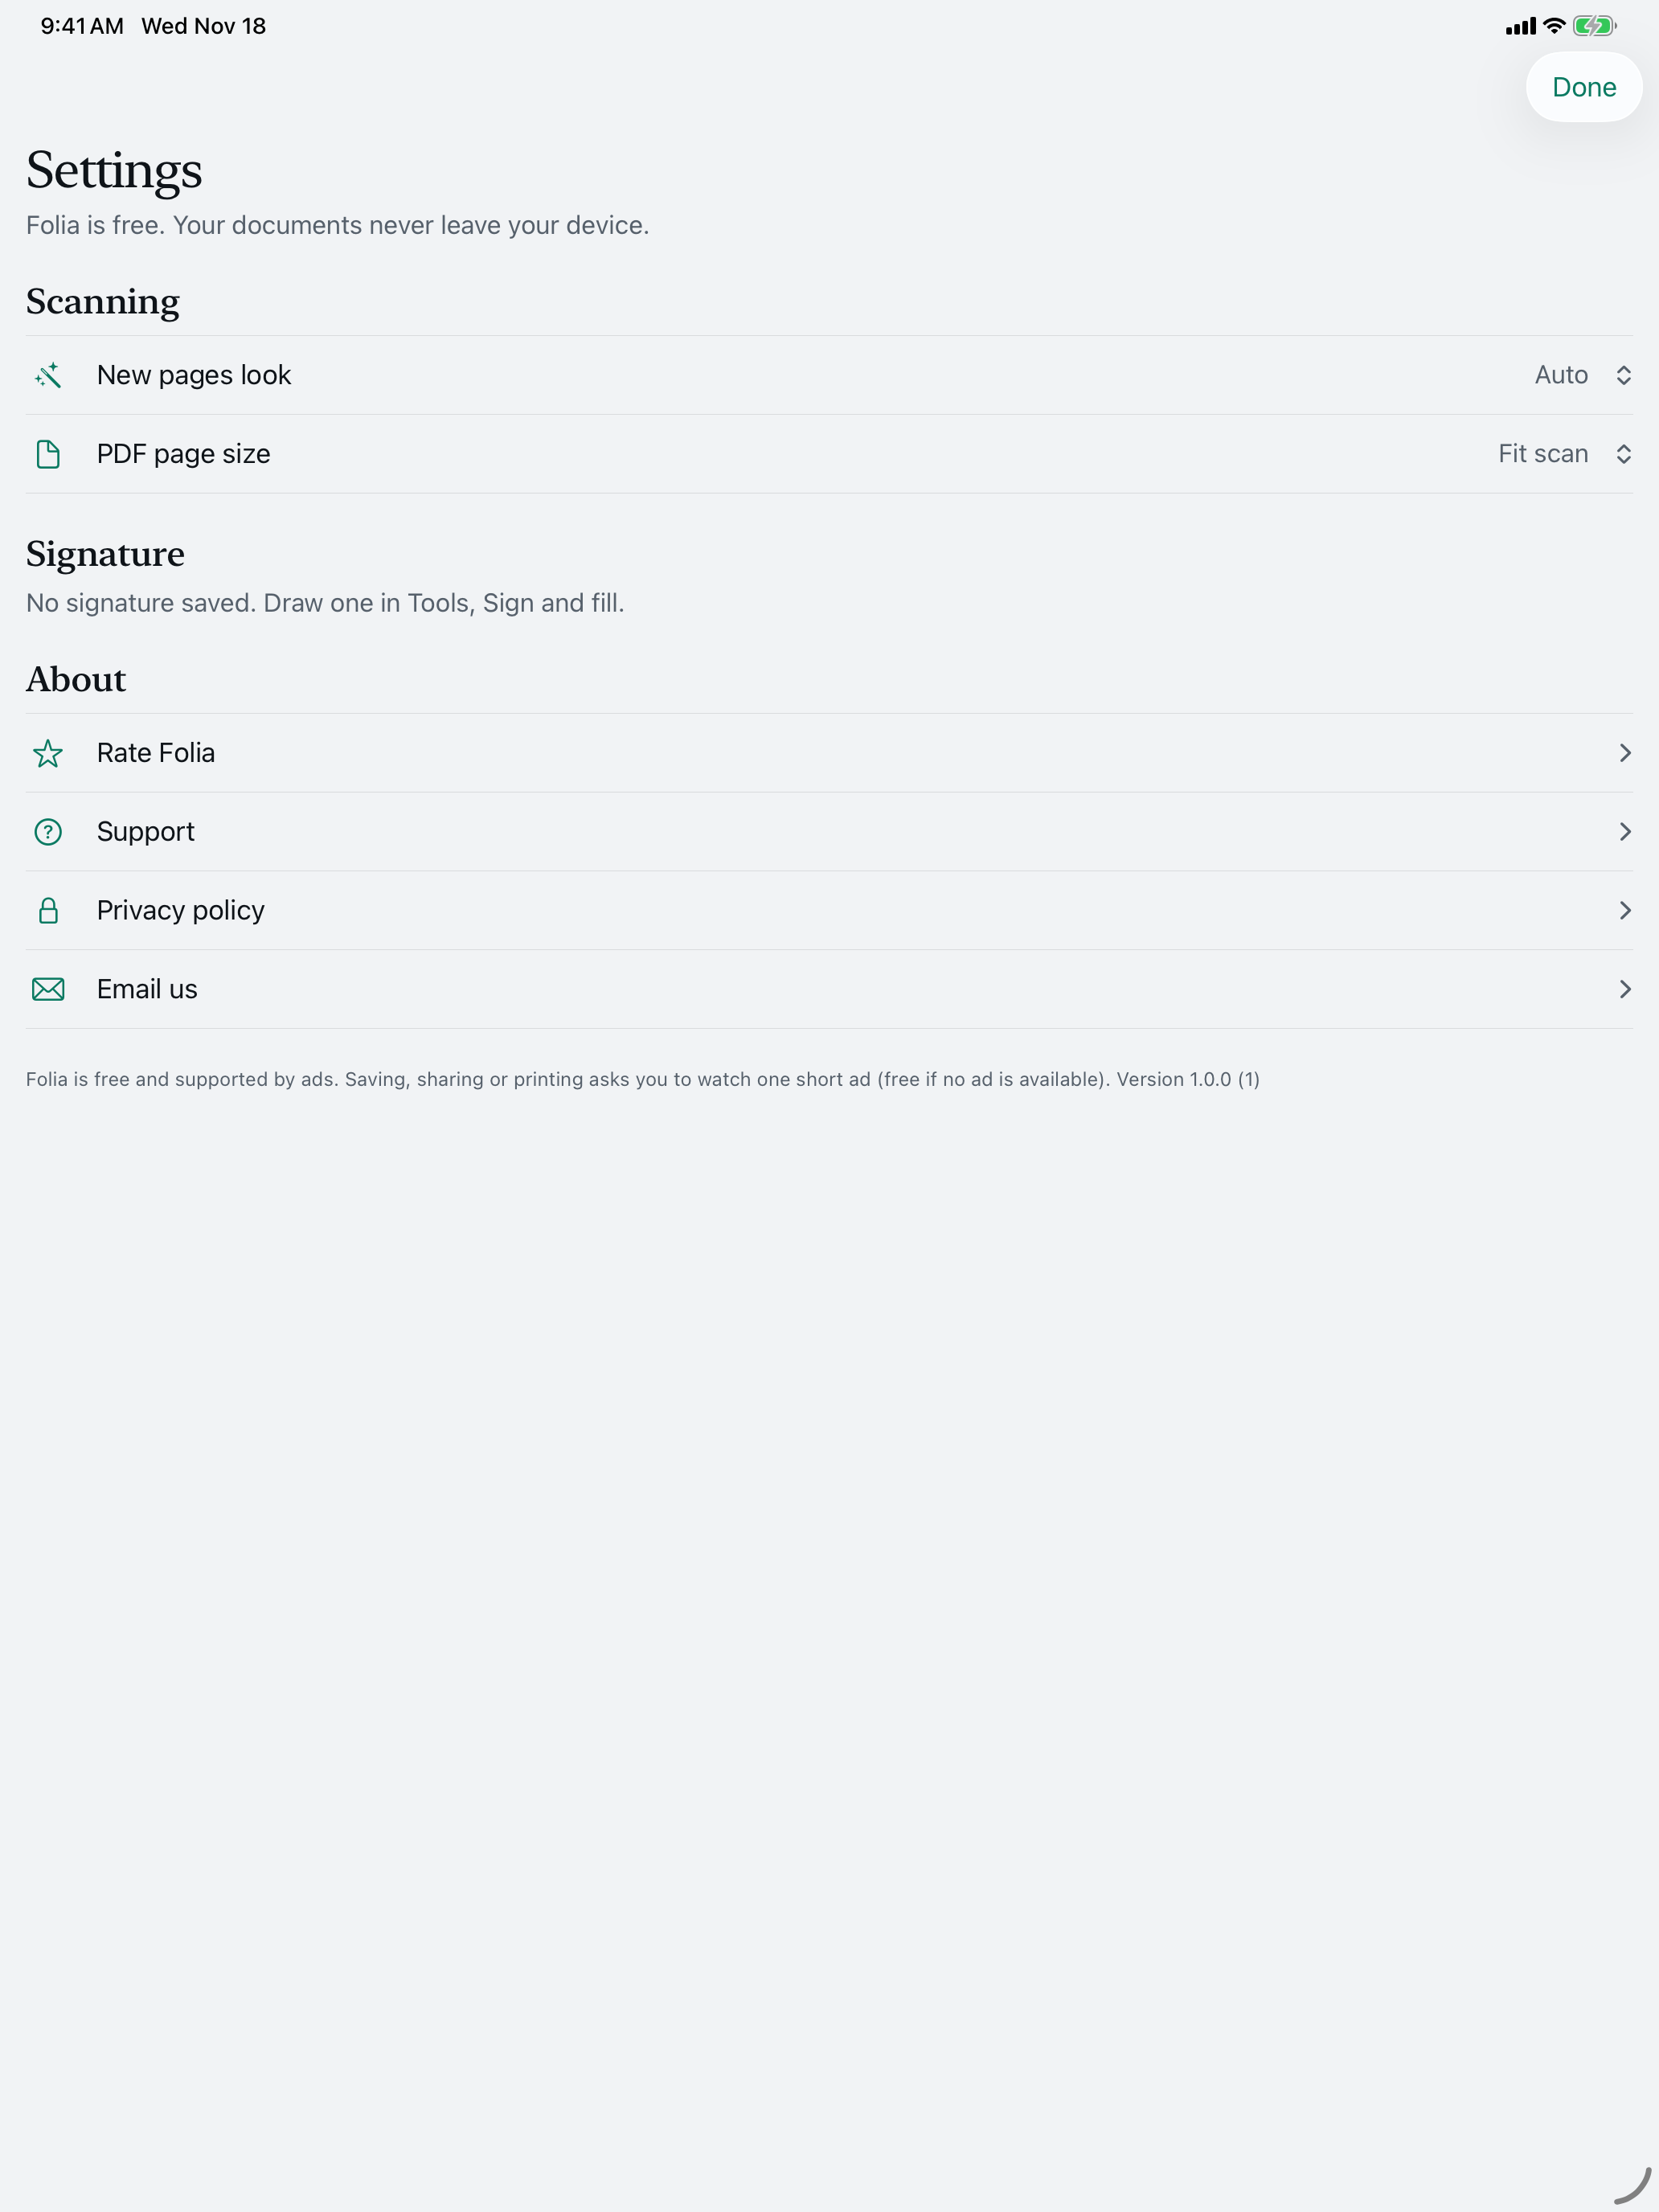 9:41 AM Wed Nov 18
Done
Settings
Folia is free. Your documents never leave your device.
Scanning
New pages look Auto
PDF page size Fit scan
Signature
No signature saved. Draw one in Tools, Sign and fill.
About
Rate Folia
Support
Privacy policy
Email us
Folia is free and supported by ads. Saving, sharing or printing asks you to watch one short ad (free if no ad is available). Version 1.0.0 (1)